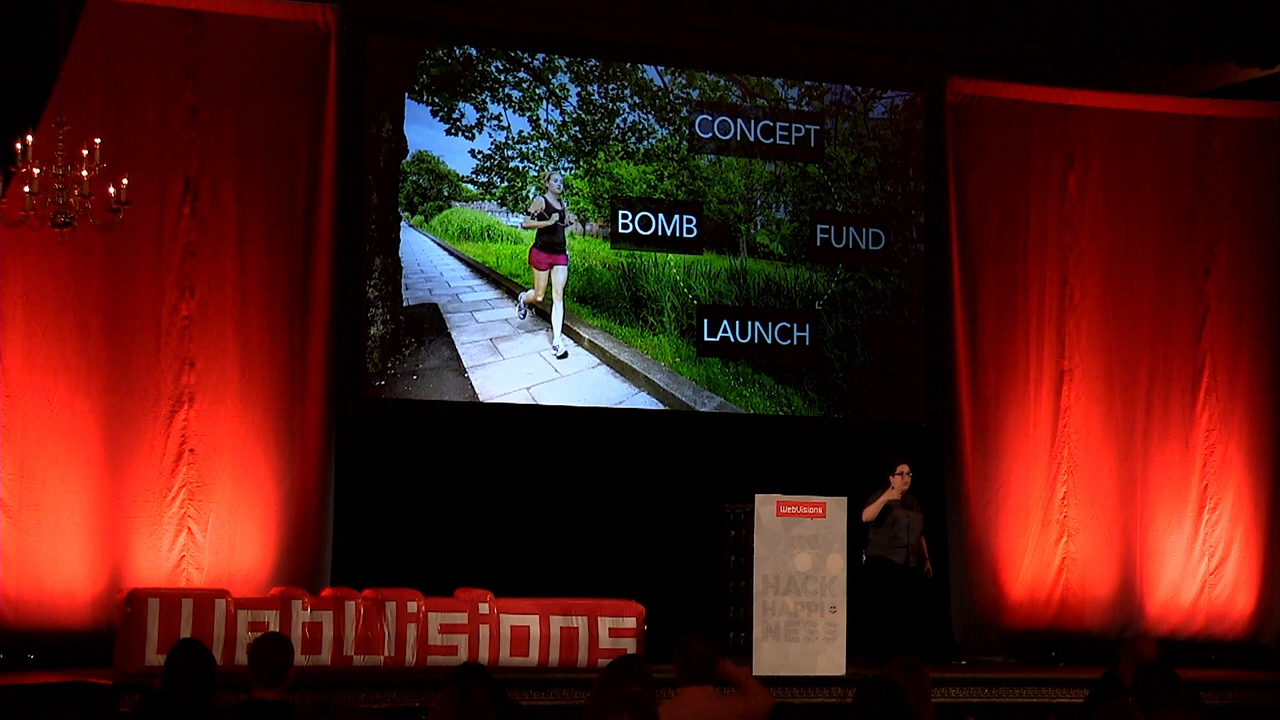 CONCEPT
BOMB
FUND
LAUNCH
WebVisions
HACK
HAPPI
NESS
WebVisions